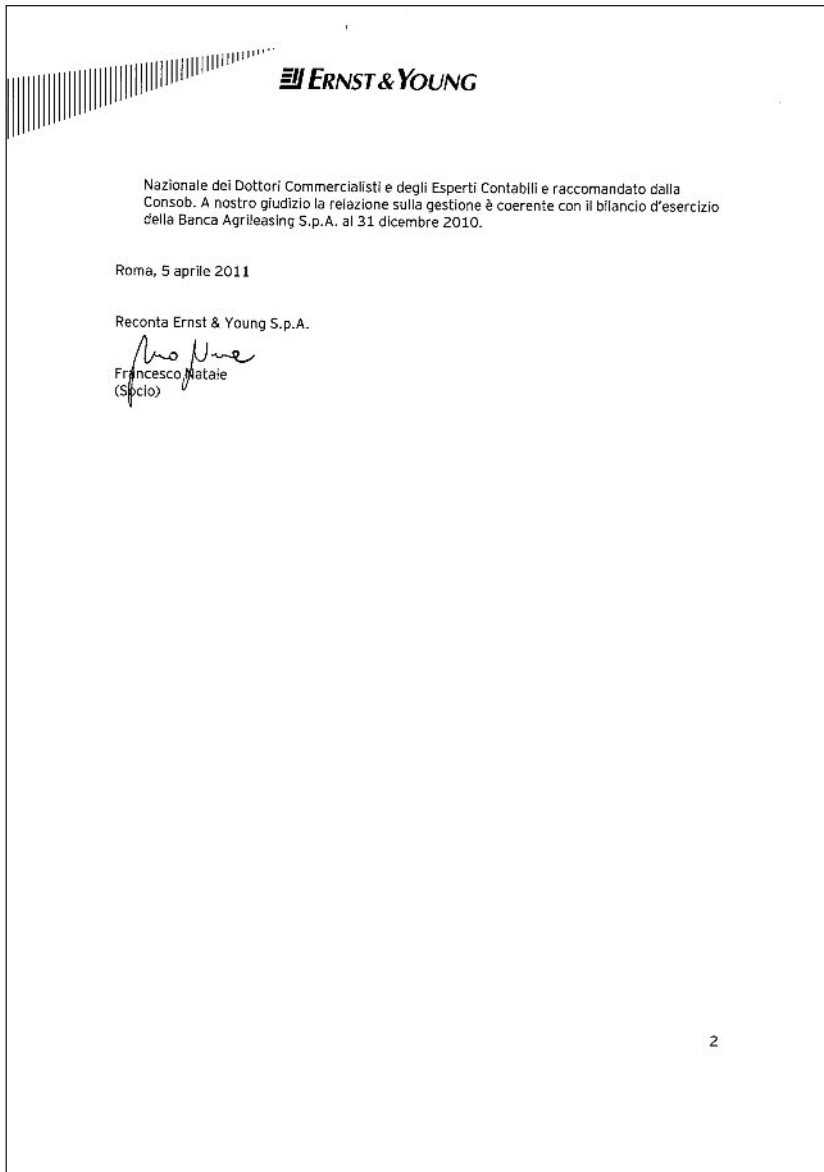 ERNST & YOUNG
Nazionale dei Dottori Commercialisti e degli Esperti Contabili e raccomandato dalla
Consob. A nostro giudizio la relazione sulla gestione è coerente con il bilancio d'esercizio
della Banca Agrileasing S.p.A. al 31 dicembre 2010.
Roma, 5 aprile 2011
Reconta Ernst & Young S.p.A.
Francesco Natale
(Socio)
2